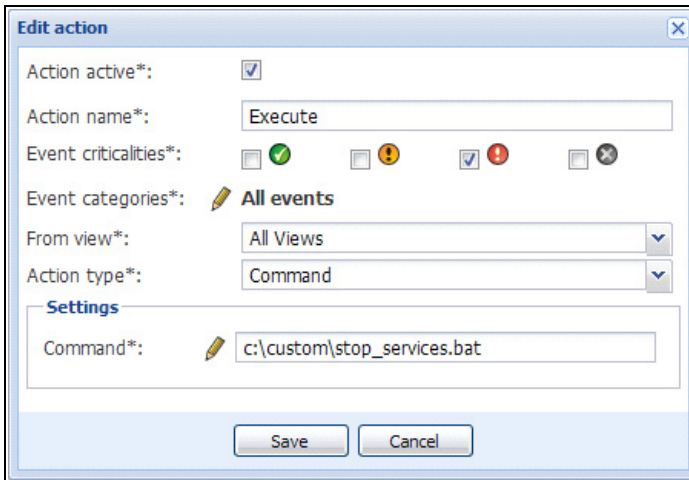 Edit action
Action active*:
Action name*: Execute
Event criticalities*:
Event categories*: All events
From view*: All Views
Action type*: Command
Settings
Command*: c:\custom\stop_services.bat
Save Cancel